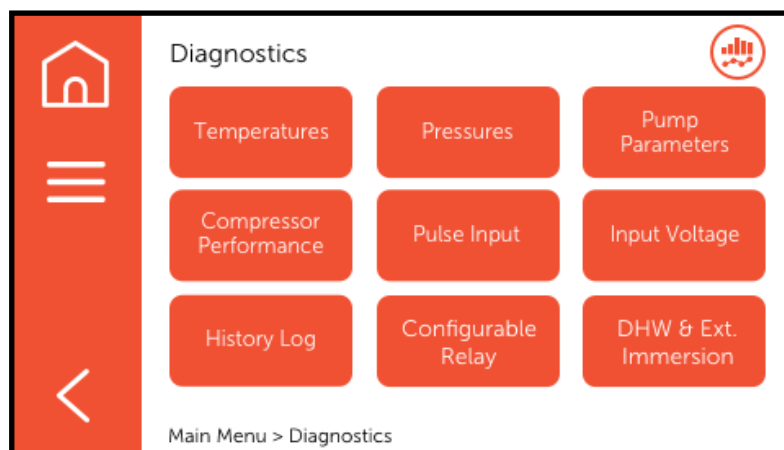 Diagnostics
Temperatures
Pressures
Pump
Parameters
Compressor
Performance
Pulse Input
Input Voltage
History Log
Configurable
Relay
DHW & Ext.
Immersion
Main Menu > Diagnostics